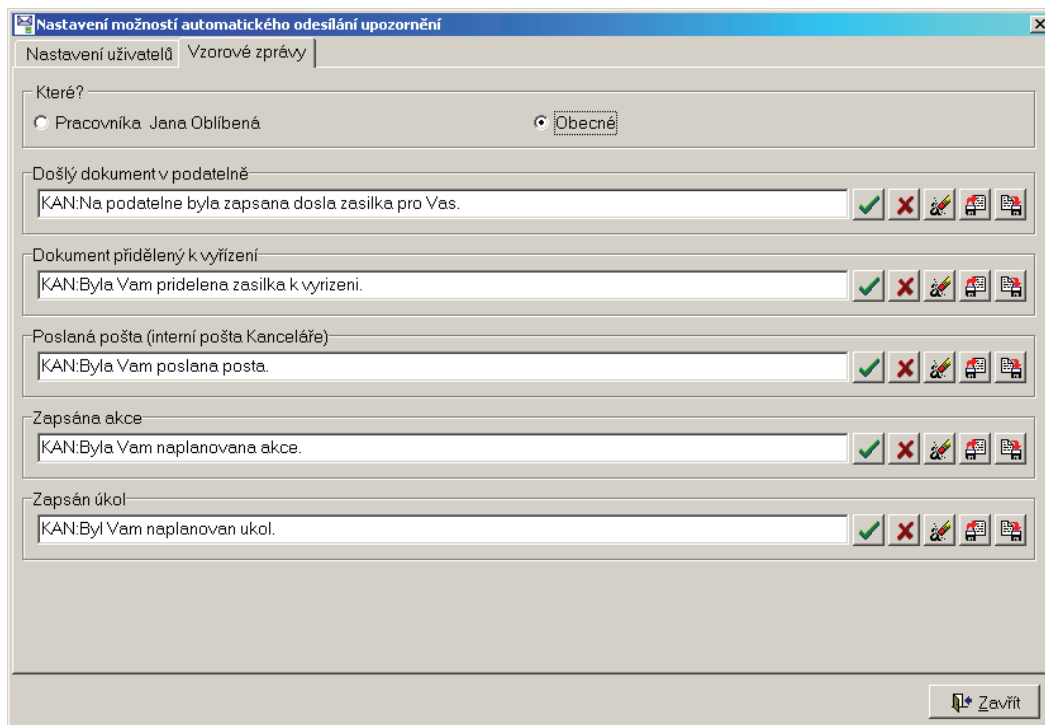 Nastavení možností automatického odesílání upozornění
Nastavení uživatelů Vzorové zprávy
Které?
Pracovníka Jana Oblíbená Obecné
Došlý dokument v podatelně
KAN:Na podatelne byla zapsana dosla zasilka pro Vas.
Dokument přidělený k vyřízení
KAN:Byla Vam pridelena zasilka k vyrizeni.
Poslaná pošta (interní pošta Kanceláře)
KAN:Byla Vam poslana posta.
Zapsána akce
KAN:Byla Vam naplanovana akce.
Zapsán úkol
KAN:Byl Vam naplanovan ukol.
Zavřít